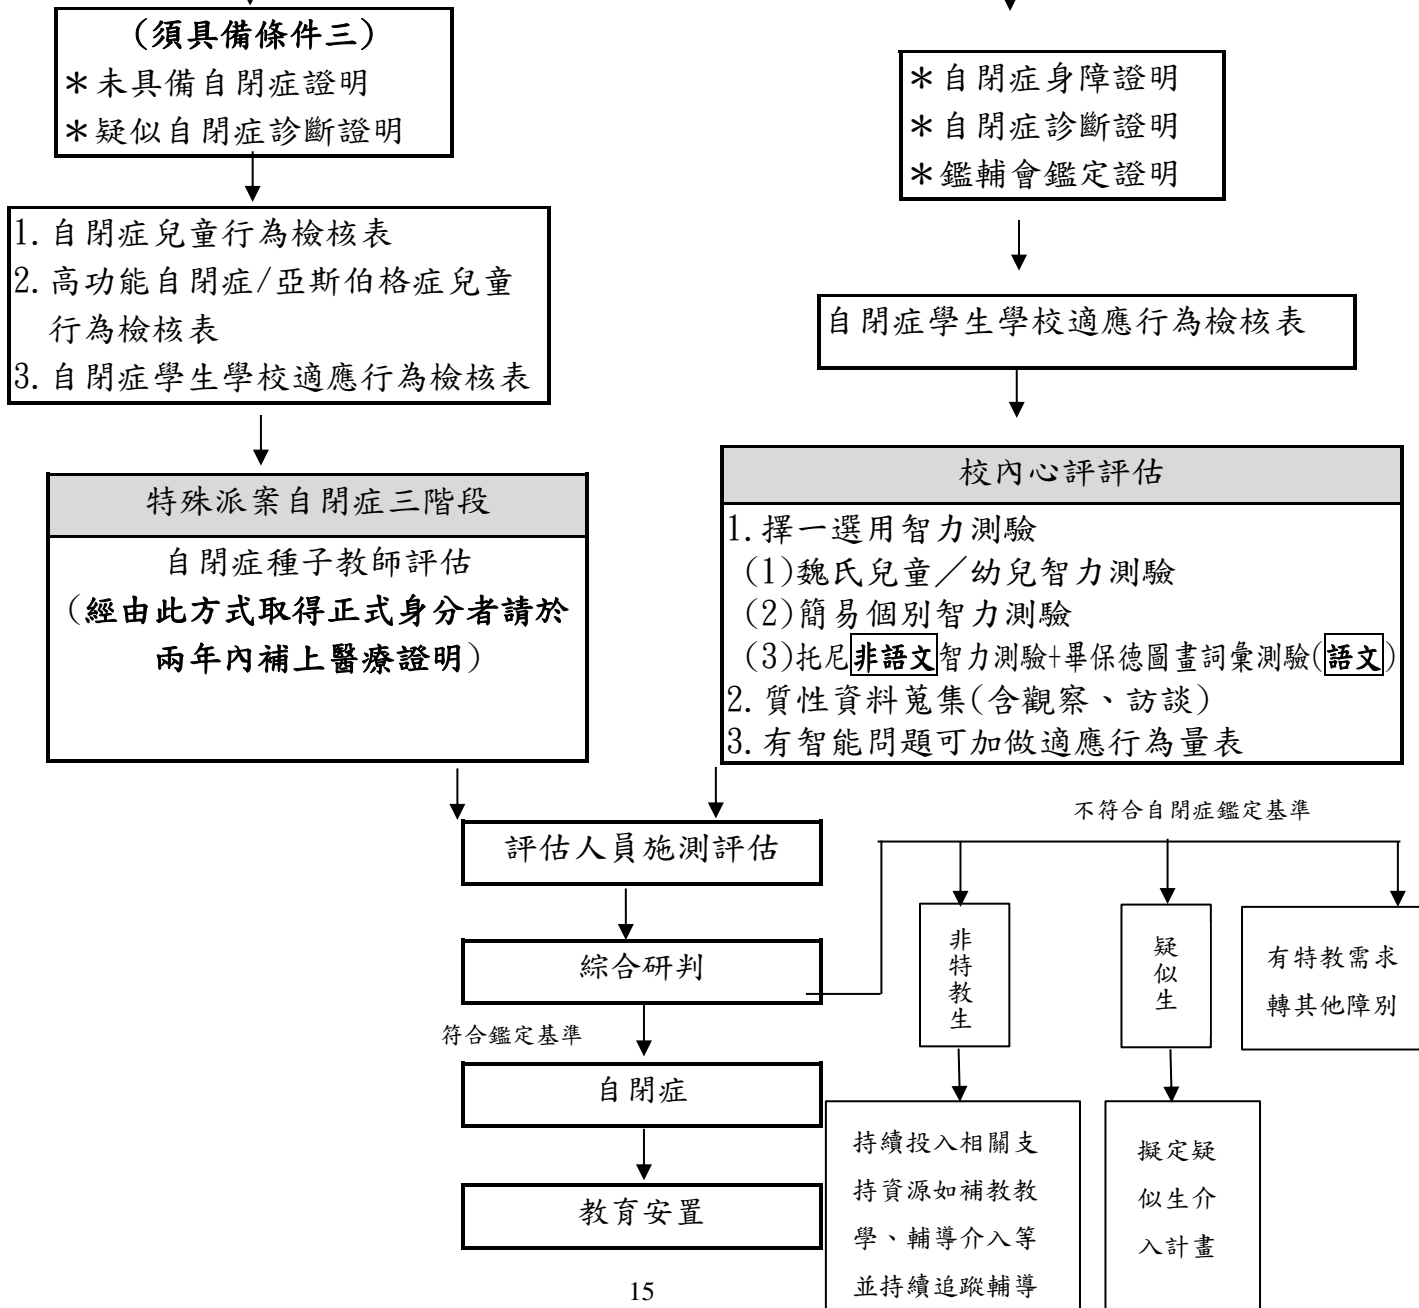 (須具備條件三)
＊未具備自閉症證明
＊疑似自閉症診斷證明
＊自閉症身障證明
＊自閉症診斷證明
＊鑑輔會鑑定證明
1.自閉症兒童行為檢核表
2.高功能自閉症/亞斯伯格症兒童
行為檢核表
3.自閉症學生學校適應行為檢核表
自閉症學生學校適應行為檢核表
特殊派案自閉症三階段
自閉症種子教師評估
(經由此方式取得正式身分者請於
兩年內補上醫療證明)
校內心評評估
1.擇一選用智力測驗
(1)魏氏兒童／幼兒智力測驗
(2)簡易個別智力測驗
(3)托尼非語文智力測驗+畢保德圖畫詞彙測驗(語文)
2.質性資料蒐集(含觀察、訪談)
3.有智能問題可加做適應行為量表
評估人員施測評估
不符合自閉症鑑定基準
綜合研判
符合鑑定基準
自閉症
教育安置
非特教生
疑似生
有特教需求
轉其他障別
持續投入相關支
持資源如補教教
學、輔導介入等
並持續追蹤輔導
擬定疑
似生介
入計畫
15